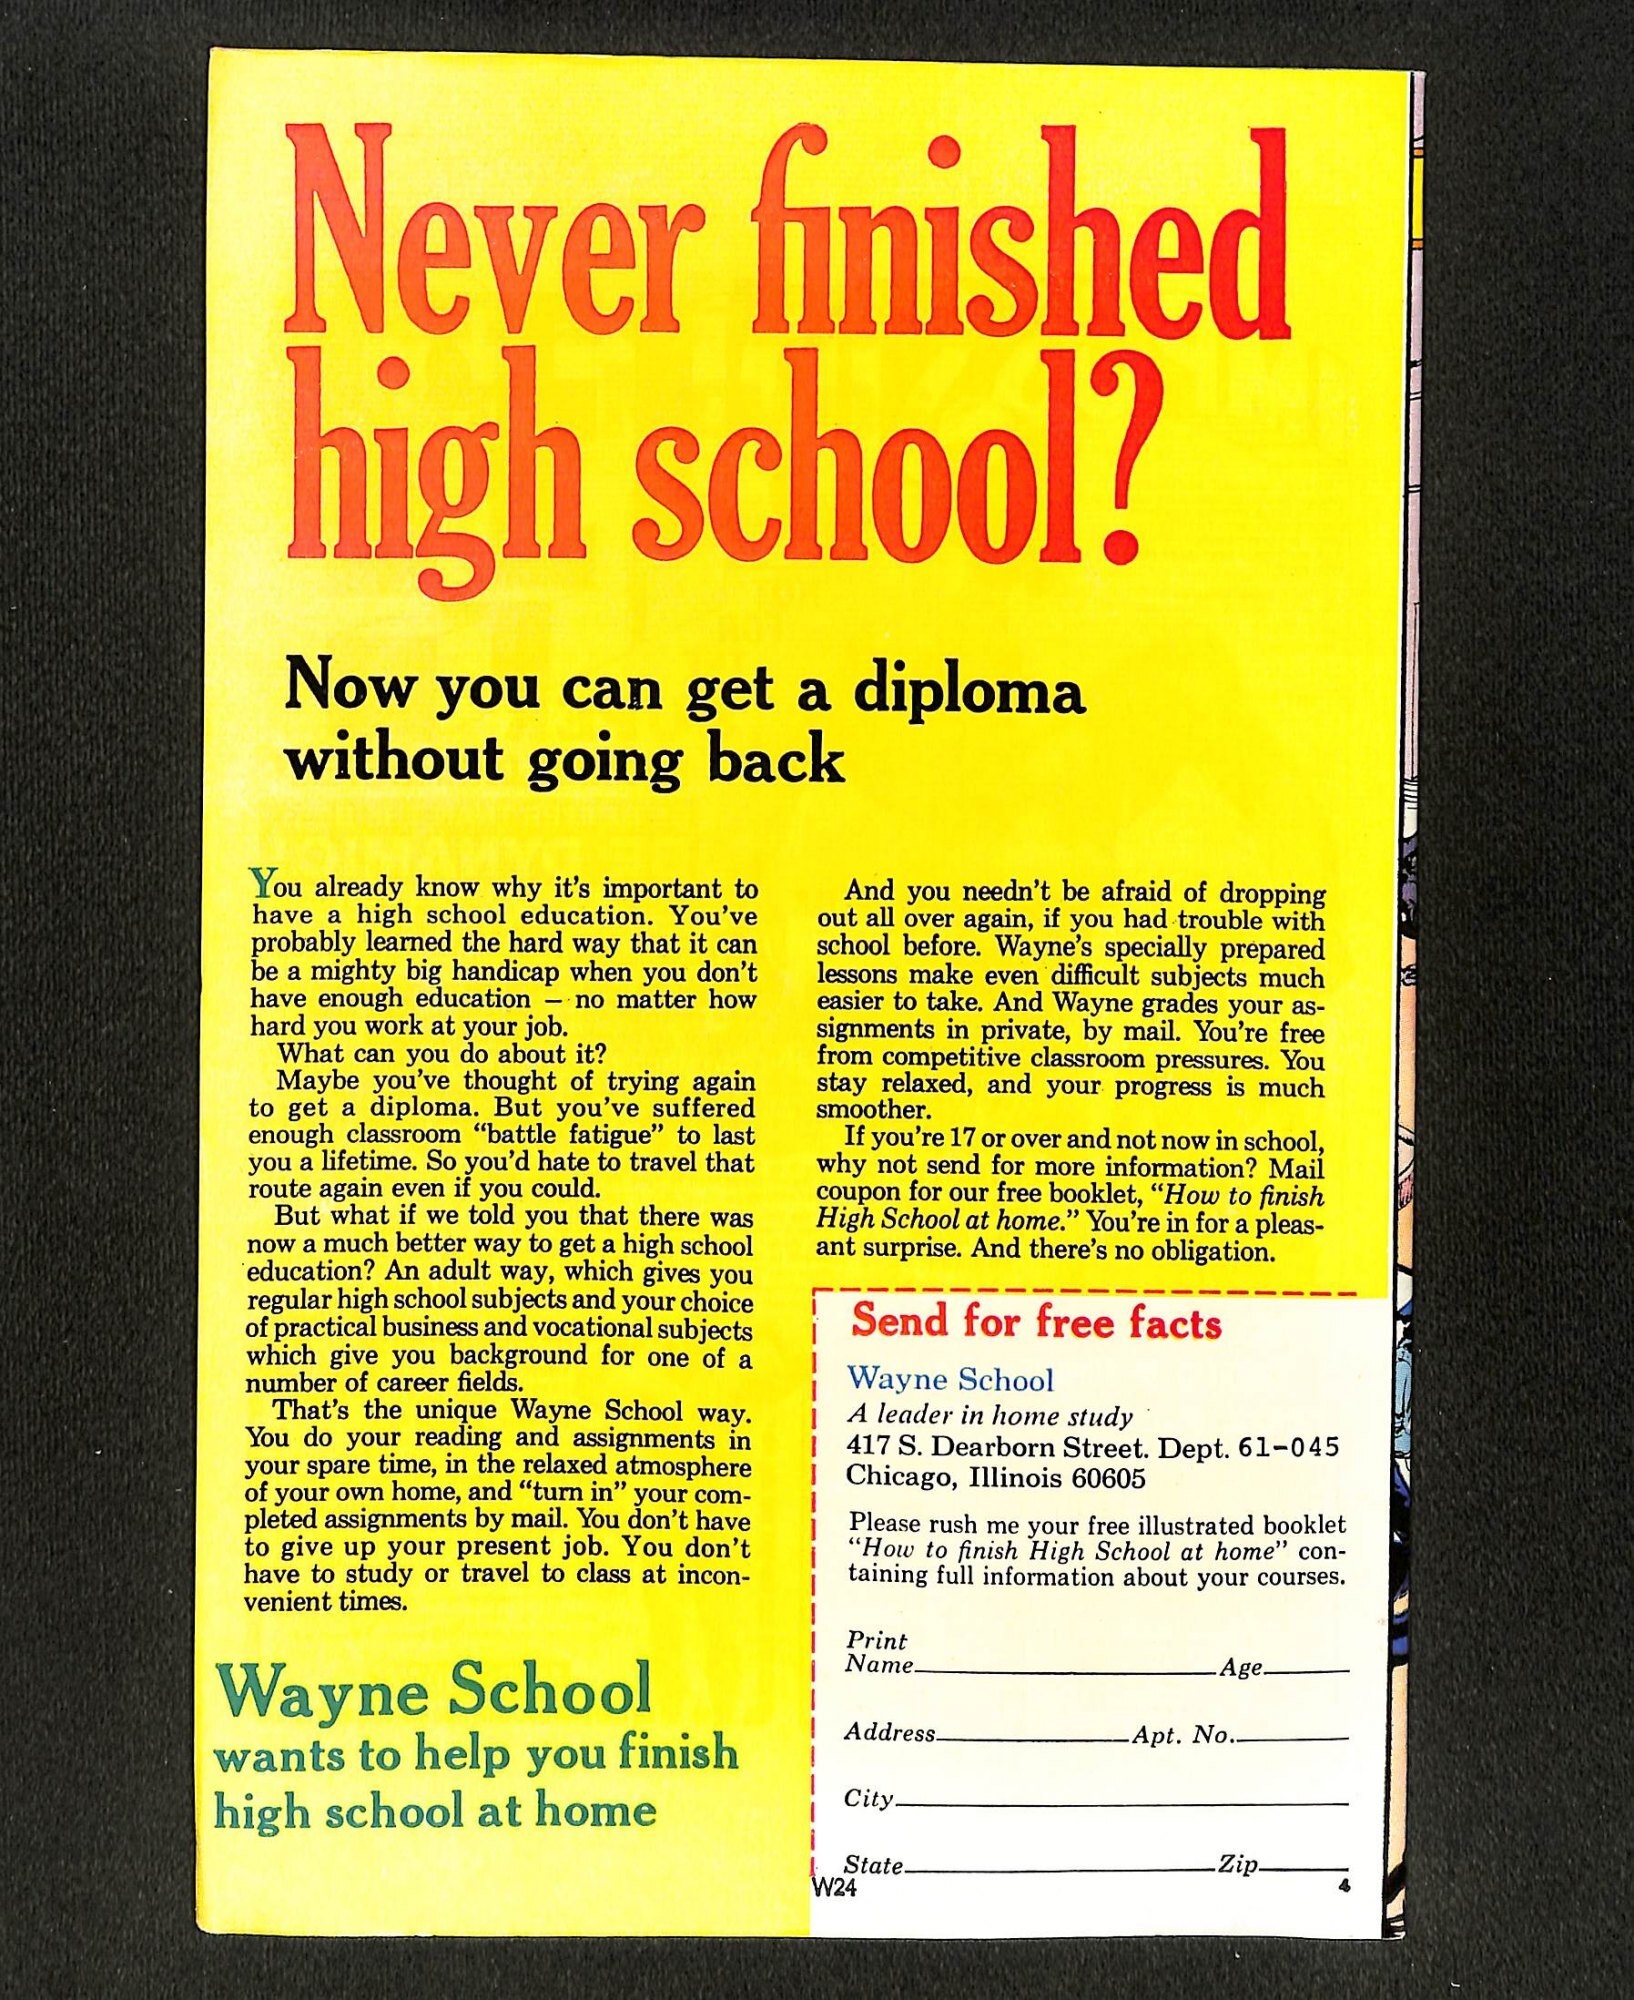 Never finished
high school?
Now you can get a diploma
without going back
You already know why it's important to
have a high school education. You've
probably learned the hard way that it can
be a mighty big handicap when you don't
have enough education – no matter how
hard you work at your job.
What can you do about it?
Maybe you've thought of trying again
to get a diploma. But you've suffered
enough classroom “battle fatigue” to last
you a lifetime. So you'd hate to travel that
route again even if you could.
But what if we told you that there was
now a much better way to get a high school
education? An adult way, which gives you
regular high school subjects and your choice
of practical business and vocational subjects
which give you background for one of a
number of career fields.
That's the unique Wayne School way.
You do your reading and assignments in
your spare time, in the relaxed atmosphere
of your own home, and “turn in” your com-
pleted assignments by mail. You don't have
to give up your present job. You don't
have to study or travel to class at incon-
venient times.
Wayne School
wants to help you finish
high school at home
And you needn't be afraid of dropping
out all over again, if you had trouble with
school before. Wayne's specially prepared
lessons make even difficult subjects much
easier to take. And Wayne grades your as-
signments in private, by mail. You're free
from competitive classroom pressures. You
stay relaxed, and your progress is much
smoother.
If you're 17 or over and not now in school,
why not send for more information? Mail
coupon for our free booklet, “How to finish
High School at home.” You're in for a pleas-
ant surprise. And there's no obligation.
Send for free facts
Wayne School
A leader in home study
417 S. Dearborn Street. Dept. 61-045
Chicago, Illinois 60605
Please rush me your free illustrated booklet
“How to finish High School at home” con-
taining full information about your courses.
Print
Name Age
Address Apt. No.
City
State Zip
W24 4